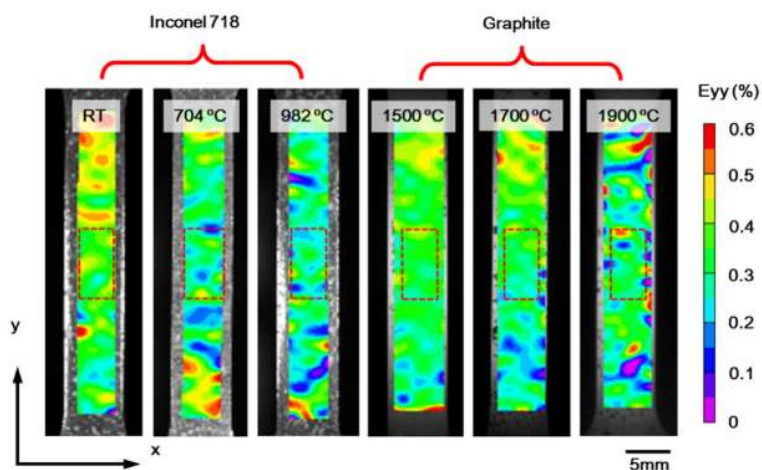 Inconel 718
Graphite
RT
704 ºC
982 ºC
1500 ºC
1700 ºC
1900 ºC
Eyy (%)
0.6
0.5
0.4
0.3
0.2
0.1
0
y
x
5mm